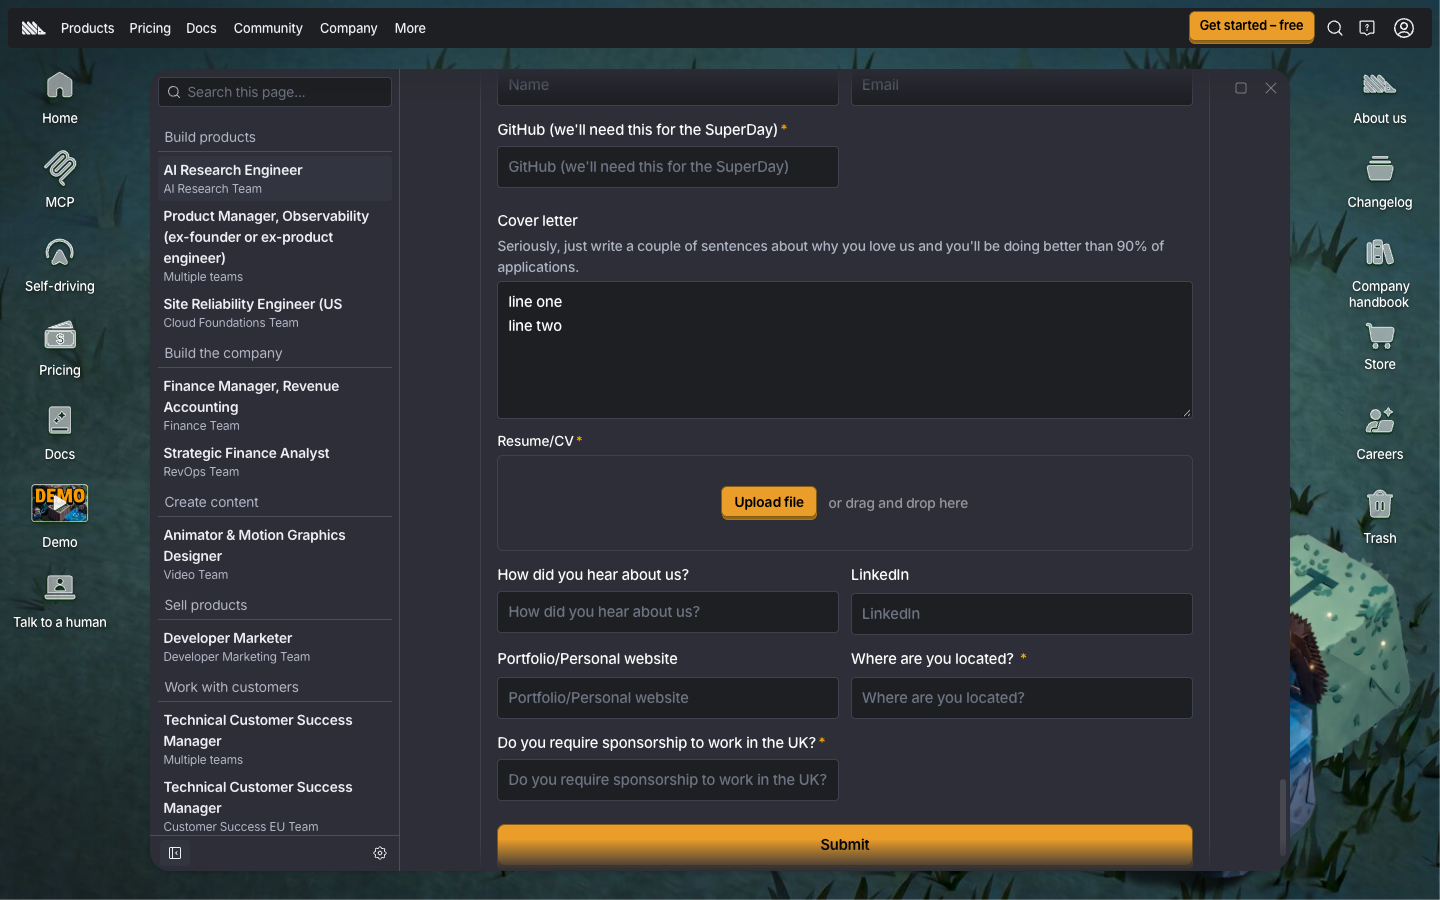 Products Pricing Docs Community Company More
Get started – free
Home
MCP
Self-driving
Pricing
$
Docs
DEMO
Demo
Talk to a human
Search this page...
Build products
AI Research Engineer
AI Research Team
Product Manager, Observability
(ex-founder or ex-product
engineer)
Multiple teams
Site Reliability Engineer (US
Cloud Foundations Team
Build the company
Finance Manager, Revenue
Accounting
Finance Team
Strategic Finance Analyst
RevOps Team
Create content
Animator & Motion Graphics
Designer
Video Team
Sell products
Developer Marketer
Developer Marketing Team
Work with customers
Technical Customer Success
Manager
Multiple teams
Technical Customer Success
Manager
Customer Success EU Team
Name
Email
GitHub (we'll need this for the SuperDay) *
GitHub (we'll need this for the SuperDay)
Cover letter
Seriously, just write a couple of sentences about why you love us and you'll be doing better than 90% of
applications.
line one
line two
Resume/CV *
Upload file or drag and drop here
How did you hear about us?
How did you hear about us?
LinkedIn
LinkedIn
Portfolio/Personal website
Portfolio/Personal website
Where are you located? *
Where are you located?
Do you require sponsorship to work in the UK? *
Do you require sponsorship to work in the UK?
Submit
About us
Changelog
Company
handbook
Store
Careers
Trash